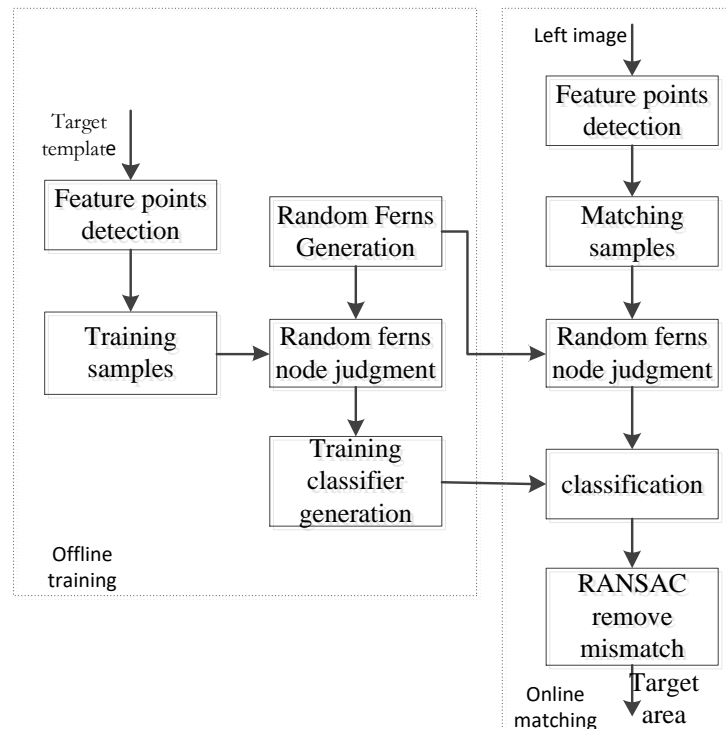 Target
template
Feature points
detection
Training
samples
Random Ferns
Generation
Random ferns
node judgment
Training
classifier
generation
Offline
training
Left image
Feature points
detection
Matching
samples
Random ferns
node judgment
classification
RANSAC
remove
mismatch
Target
area
Online
matching